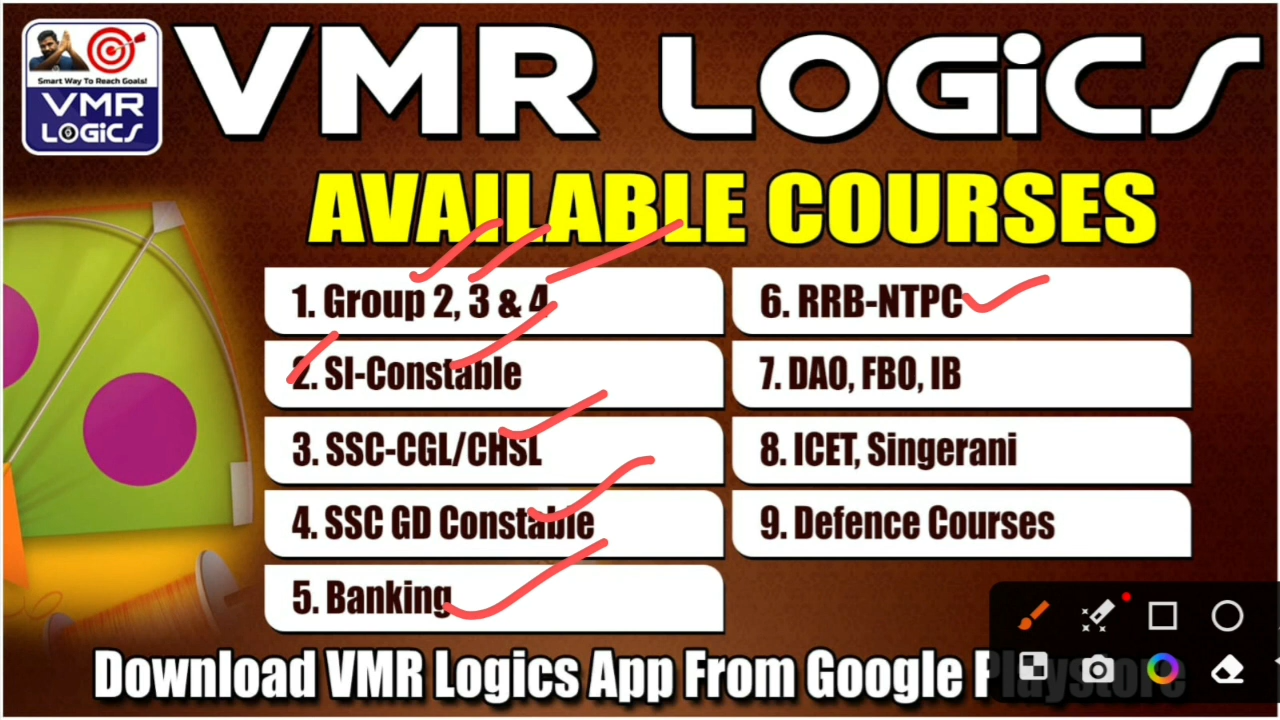 Smart Way To Reach Goals!
VMR
LOGiCS
VMR LOGiCS
AVAILABLE COURSES
1. Group 2, 3 & 4
2. SI-Constable
3. SSC-CGL/CHSL
4. SSC GD Constable
5. Banking
6. RRB-NTPC
7. DAO, FBO, IB
8. ICET, Singerani
9. Defence Courses
Download VMR Logics App From Google Playstore